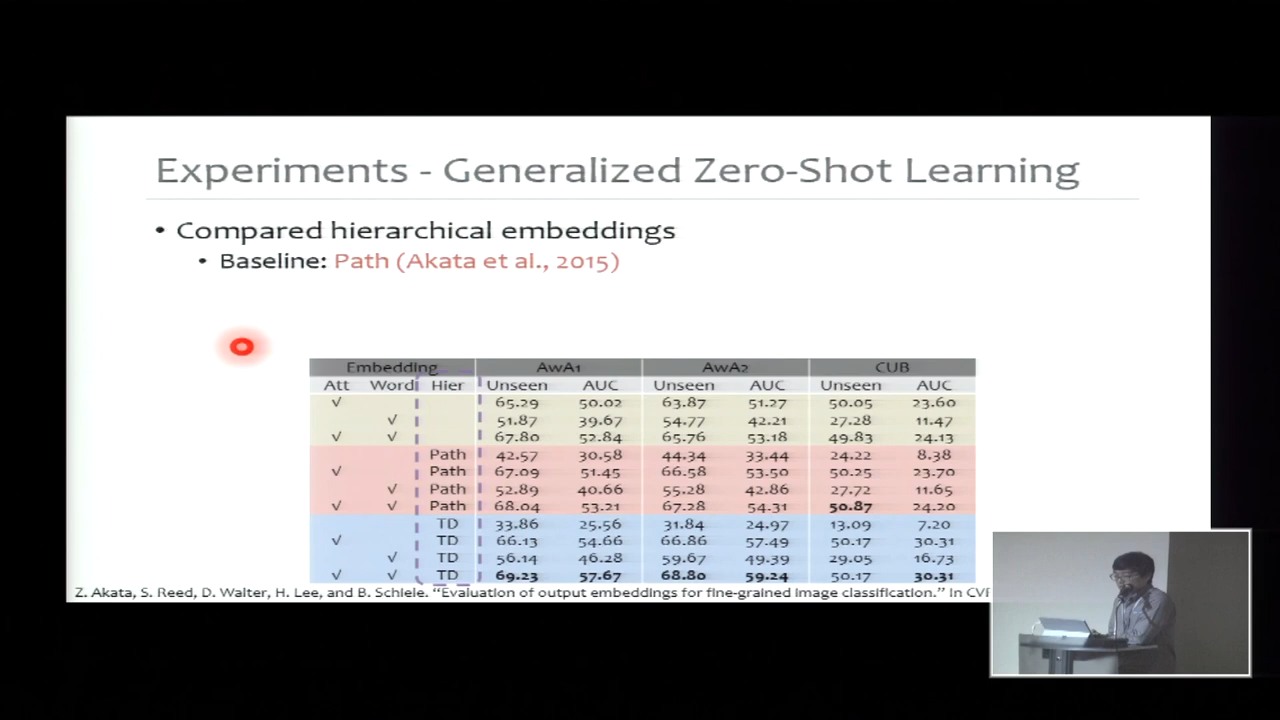 Experiments - Generalized Zero-Shot Learning
• Compared hierarchical embeddings
• Baseline: Path (Akata et al., 2015)
Embedding AwA1 AwA2 CUB
Att Word Hier Unseen AUC Unseen AUC Unseen AUC
√ 65.29 50.02 63.87 51.27 50.05 23.60
√ 51.87 39.67 54.77 42.21 27.28 11.47
√ √ 67.80 52.84 65.76 53.18 49.83 24.13
Path 42.57 30.58 44.34 33.44 24.22 8.38
√ Path 67.09 51.45 66.58 53.50 50.25 23.70
√ Path 52.89 40.66 55.28 42.86 27.72 11.65
√ √ Path 68.04 53.21 67.28 54.31 50.87 24.20
TD 33.86 25.56 31.84 24.97 13.09 7.20
√ TD 66.13 54.66 66.86 57.49 50.17 30.31
√ TD 56.14 46.28 59.67 49.39 29.05 16.73
√ √ TD 69.23 57.67 68.80 59.24 50.17 30.31
Z. Akata, S. Reed, D. Walter, H. Lee, and B. Schiele. “Evaluation of output embeddings for fine-grained image classification.” In